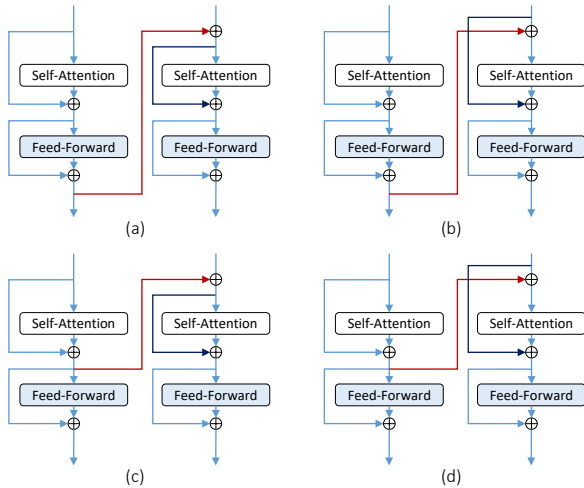 Self-Attention Self-Attention Self-Attention Self-Attention
Feed-Forward Feed-Forward Feed-Forward Feed-Forward
(a) (b)
Self-Attention Self-Attention Self-Attention Self-Attention
Feed-Forward Feed-Forward Feed-Forward Feed-Forward
(c) (d)